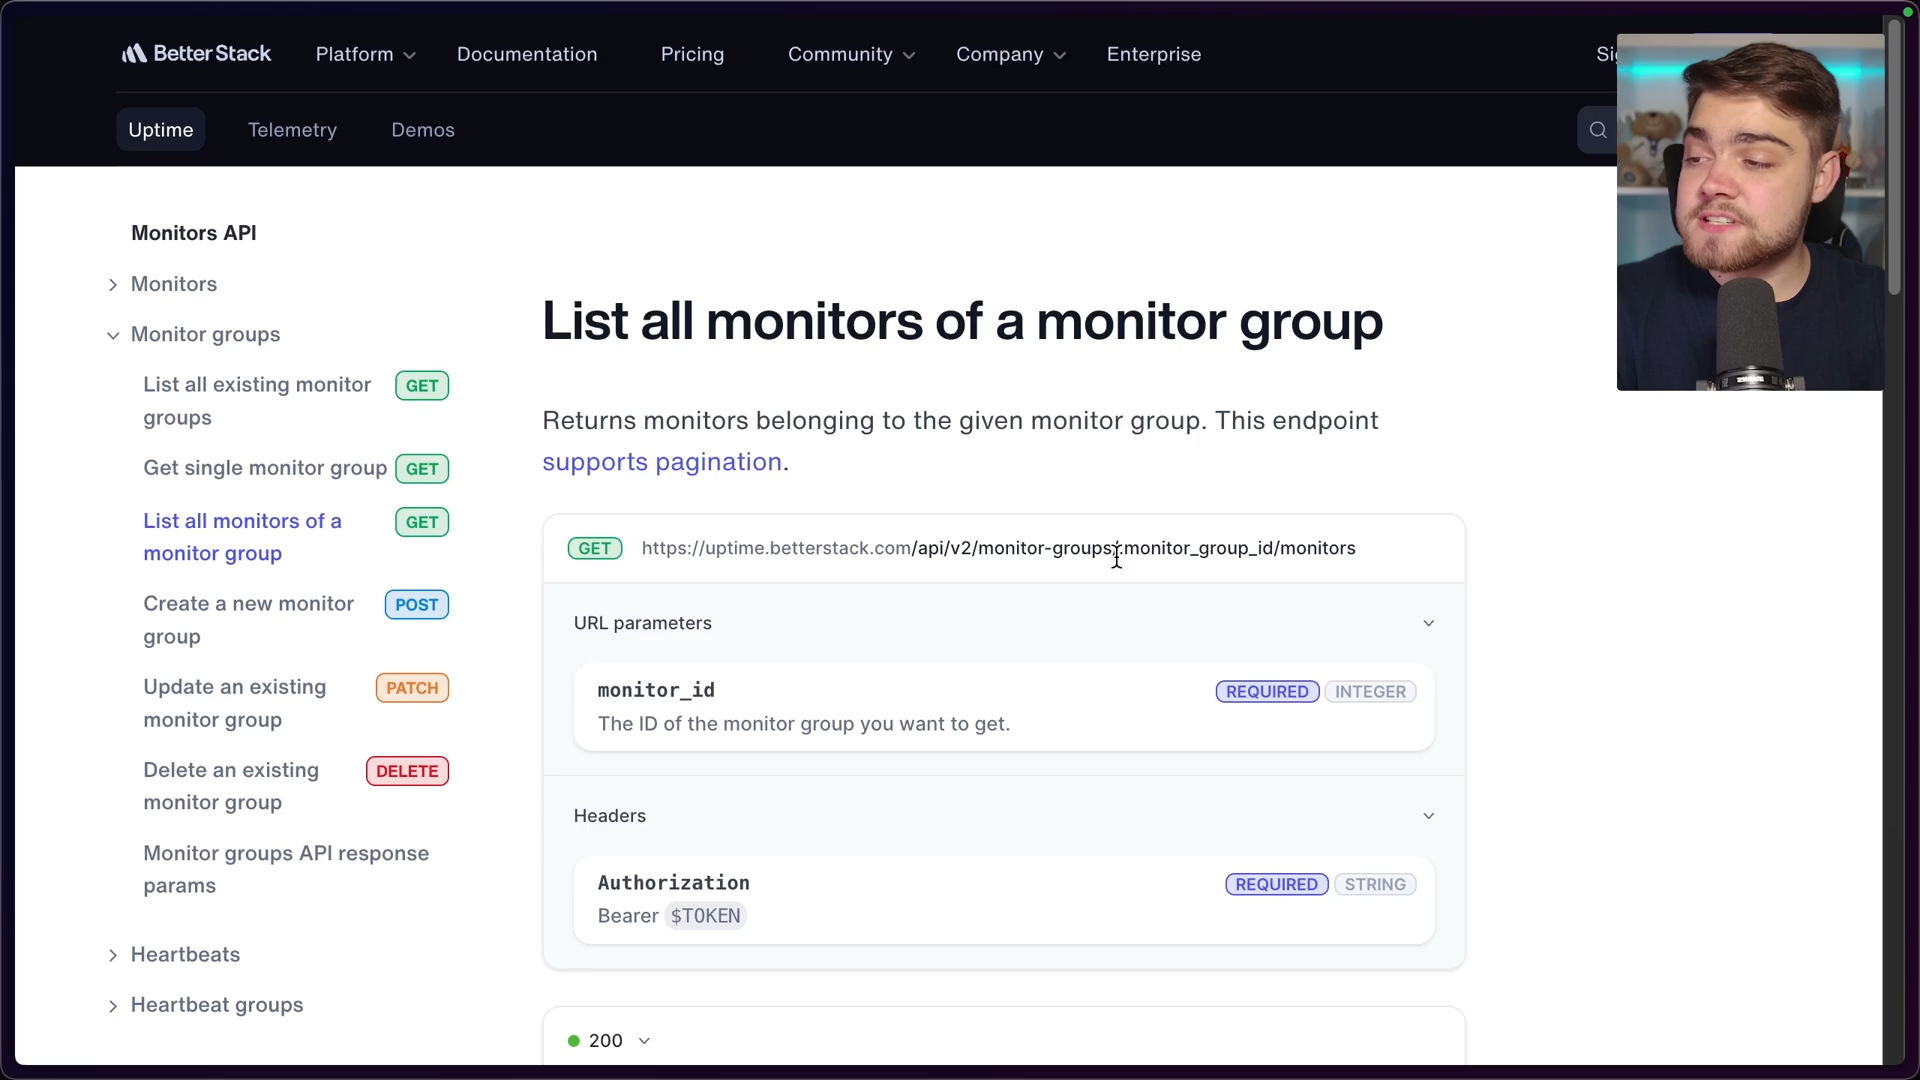 Better Stack
Platform
Documentation
Pricing
Community
Company
Enterprise
Uptime
Telemetry
Demos
Monitors API
Monitors
Monitor groups
List all existing monitor
groups
GET
Get single monitor group
GET
List all monitors of a
monitor group
GET
Create a new monitor
group
POST
Update an existing
monitor group
PATCH
Delete an existing
monitor group
DELETE
Monitor groups API response
params
Heartbeats
Heartbeat groups
List all monitors of a monitor group
Returns monitors belonging to the given monitor group. This endpoint
supports pagination.
GET https://uptime.betterstack.com/api/v2/monitor-groups/:monitor_group_id/monitors
URL parameters
monitor_id REQUIRED INTEGER
The ID of the monitor group you want to get.
Headers
Authorization REQUIRED STRING
Bearer $TOKEN
200